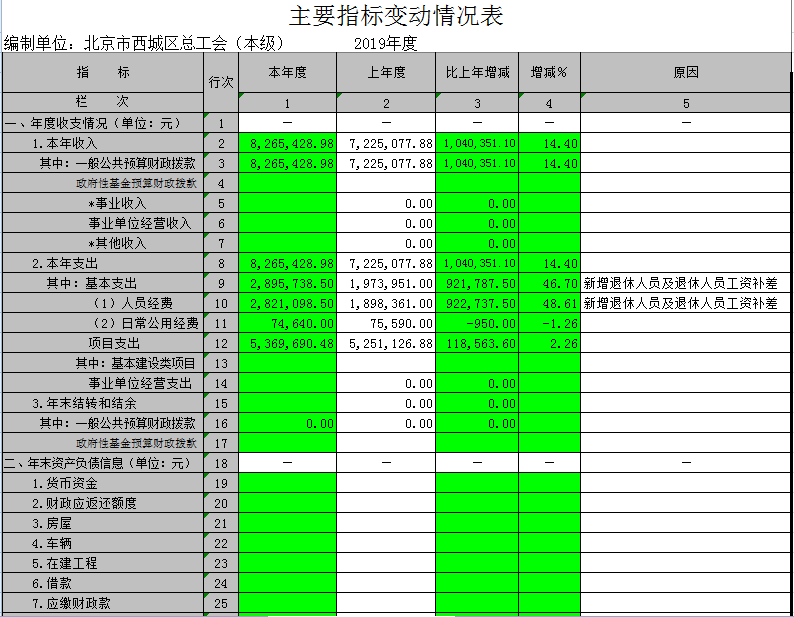 主要指标变动情况表
编制单位：北京市西城区总工会（本级） 2019年度
指 标 行次 本年度 上年度 比上年增减 增减% 原因
栏 次 1 2 3 4 5
一、年度收支情况（单位：元） 1 — — — — —
1.本年收入 2 8,265,428.98 7,225,077.88 1,040,351.10 14.40
其中：一般公共预算财政拨款 3 8,265,428.98 7,225,077.88 1,040,351.10 14.40
政府性基金预算财政拨款 4
*事业收入 5 0.00 0.00
事业单位经营收入 6 0.00 0.00
*其他收入 7 0.00 0.00
2.本年支出 8 8,265,428.98 7,225,077.88 1,040,351.10 14.40
其中：基本支出 9 2,895,738.50 1,973,951.00 921,787.50 46.70 新增退休人员及退休人员工资补差
（1）人员经费 10 2,821,098.50 1,898,361.00 922,737.50 48.61 新增退休人员及退休人员工资补差
（2）日常公用经费 11 74,640.00 75,590.00 -950.00 -1.26
项目支出 12 5,369,690.48 5,251,126.88 118,563.60 2.26
其中：基本建设类项目 13
事业单位经营支出 14 0.00 0.00
3.年末结转和结余 15 0.00 0.00
其中：一般公共预算财政拨款 16 0.00 0.00 0.00
政府性基金预算财政拨款 17
二、年末资产负债信息（单位：元） 18 — — — — —
1.货币资金 19
2.财政应返还额度 20
3.房屋 21
4.车辆 22
5.在建工程 23
6.借款 24
7.应缴财政款 25